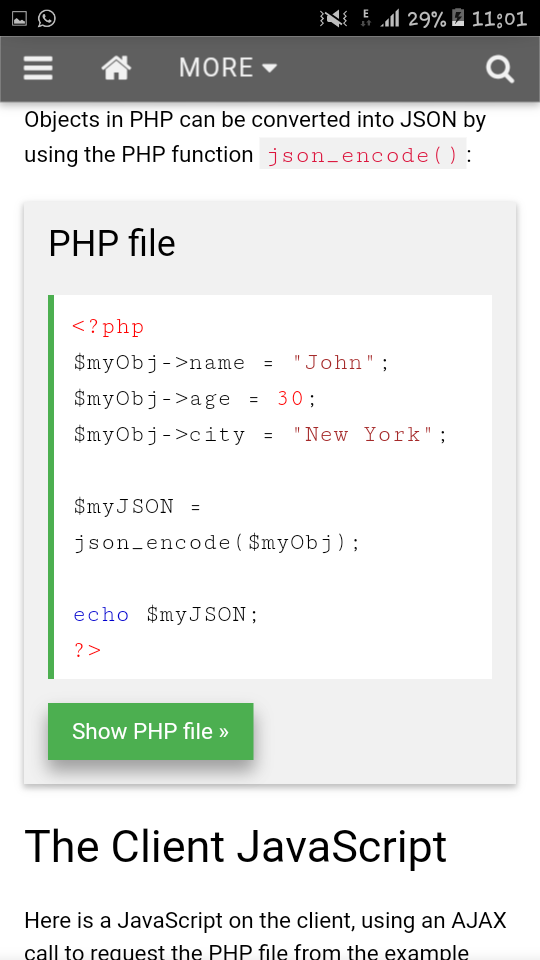 E 29% 11:01
MORE
Objects in PHP can be converted into JSON by
using the PHP function json_encode():
PHP file
<?php
$myObj->name = "John";
$myObj->age = 30;
$myObj->city = "New York";
$myJSON =
json_encode($myObj);
echo $myJSON;
?>
Show PHP file »
The Client JavaScript
Here is a JavaScript on the client, using an AJAX
call to request the PHP file from the example